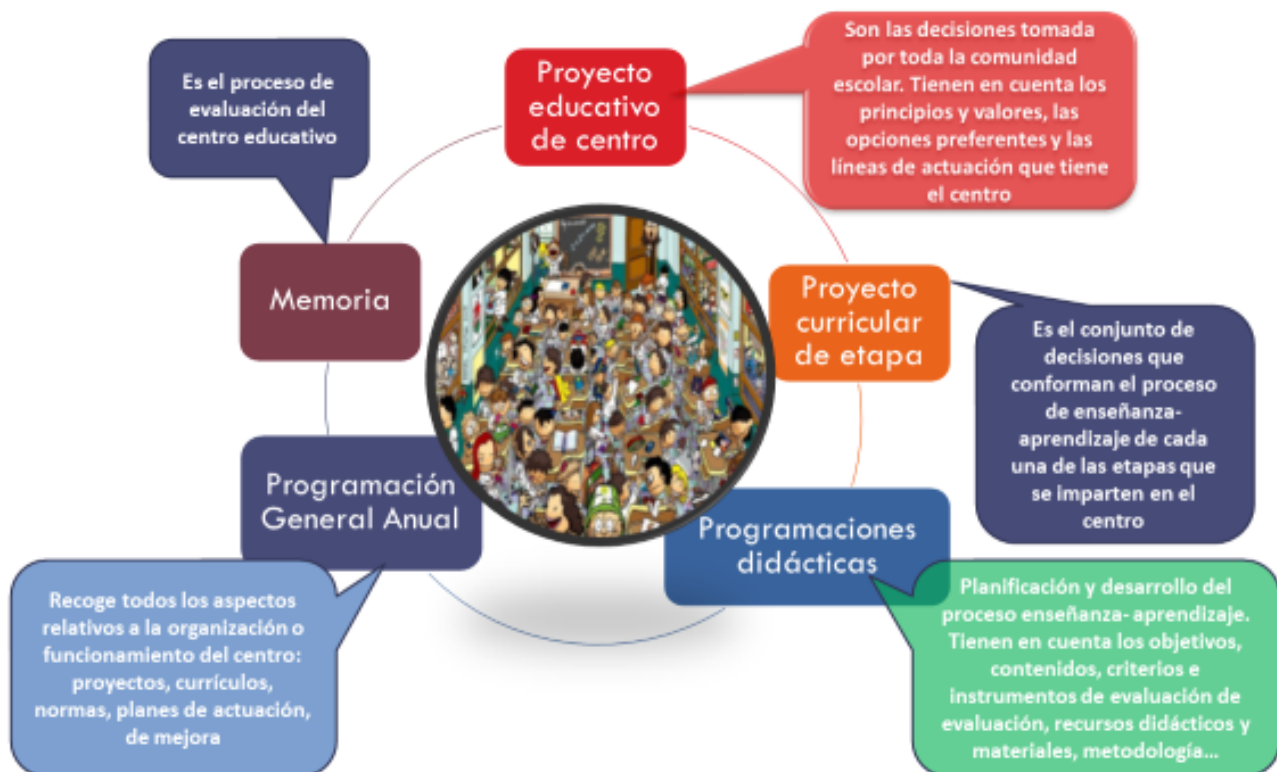 Proyecto
educativo
de centro
Son las decisiones tomada
por toda la comunidad
escolar. Tienen en cuenta los
principios y valores, las
opciones preferentes y las
líneas de actuación que tiene
el centro
Proyecto
curricular
de etapa
Es el conjunto de
decisiones que
conforman el proceso
de enseñanza-
aprendizaje de cada
una de las etapas que
se imparten en el
centro
Programaciones
didácticas
Planificación y desarrollo del
proceso enseñanza- aprendizaje.
Tienen en cuenta los objetivos,
contenidos, criterios e
instrumentos de evaluación de
evaluación, recursos didácticos y
materiales, metodología...
Programación
General Anual
Recoge todos los aspectos
relativos a la organización o
funcionamiento del centro:
proyectos, currículos,
normas, planes de actuación,
de mejora
Memoria
Es el proceso de
evaluación del
centro educativo